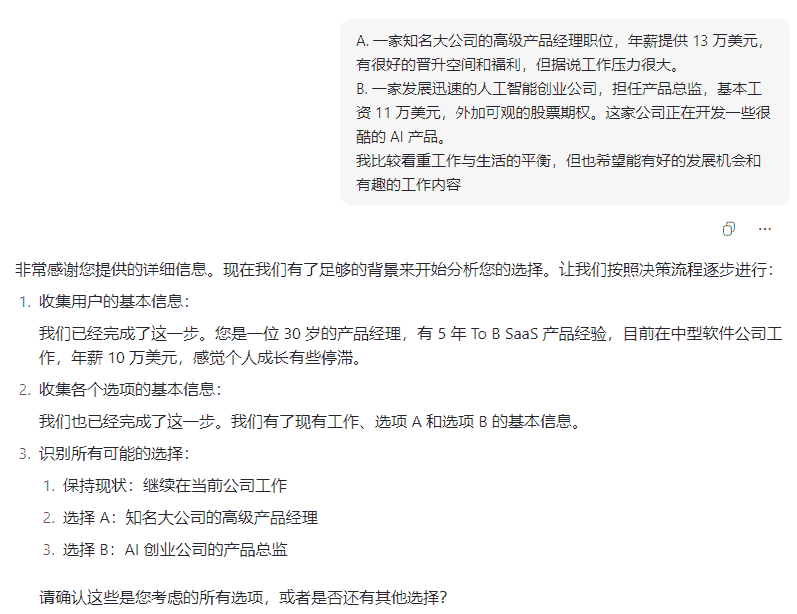 A. 一家知名大公司的高级产品经理职位，年薪提供 13 万美元，
有很好的晋升空间和福利，但据说工作压力很大。
B. 一家发展迅速的人工智能创业公司，担任产品总监，基本工
资 11 万美元，外加可观的股票期权。这家公司正在开发一些很
酷的 AI 产品。
我比较看重工作与生活的平衡，但也希望能有好的发展机会和
有趣的工作内容
非常感谢您提供的详细信息。现在我们有了足够的背景来开始分析您的选择。让我们按照决策流程逐步进行：
1. 收集用户的基本信息：
我们已经完成了这一步。您是一位 30 岁的产品经理，有 5 年 To B SaaS 产品经验，目前在中型软件公司工
作，年薪 10 万美元，感觉个人成长有些停滞。
2. 收集各个选项的基本信息：
我们也已经完成了这一步。我们有了现有工作、选项 A 和选项 B 的基本信息。
3. 识别所有可能的选择：
1. 保持现状：继续在当前公司工作
2. 选择 A：知名大公司的高级产品经理
3. 选择 B：AI 创业公司的产品总监
请确认这些是您考虑的所有选项，或者是否还有其他选择？